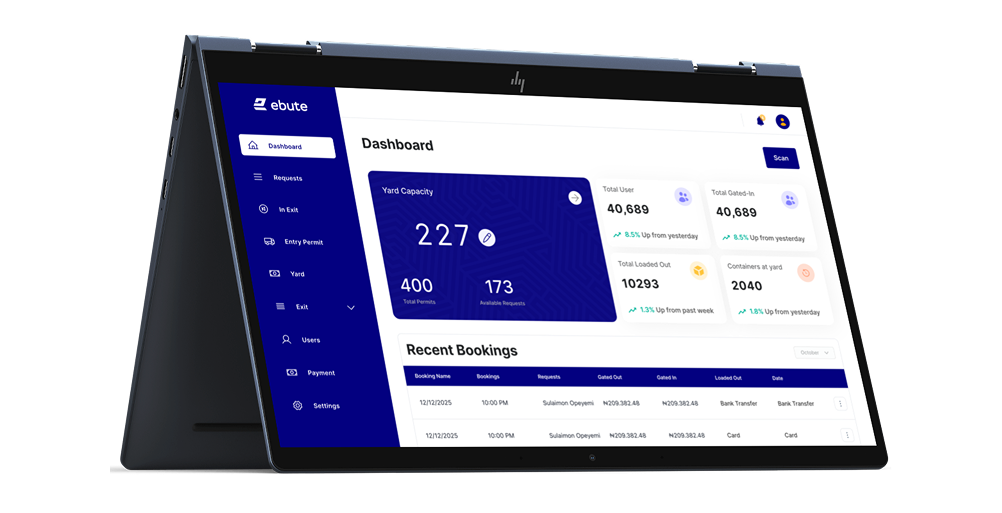 hp
ebute
Dashboard
Requests
In Exit
Entry Permit
Yard
Exit
Users
Payment
Settings
Dashboard
Scan
Yard Capacity
227
400
Total Permits
173
Available Requests
Total User
40,689
8.5% Up from yesterday
Total Gated-In
40,689
8.5% Up from yesterday
Total Loaded Out
10293
1.3% Up from past week
Containers at yard
2040
1.8% Up from yesterday
Recent Bookings
October
Booking Name Bookings Requests Gated Out Gated In Loaded Out Date
12/12/2025 10:00 PM Sulaimon Opeyemi ₦209.382.48 ₦209.382.48 Bank Transfer Bank Transfer
12/12/2025 10:00 PM Sulaimon Opeyemi ₦209.382.48 ₦209.382.48 Card Card